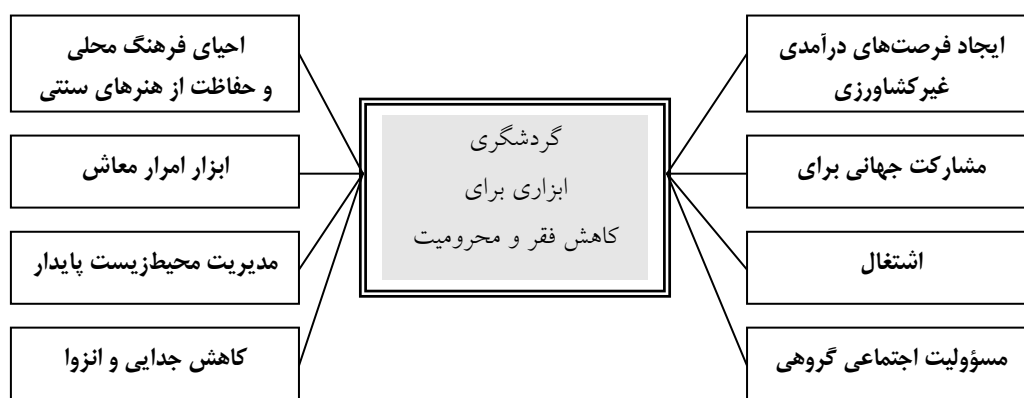 ایجاد فرصت‌های درآمدی
غیرکشاورزی
مشارکت جهانی برای
اشتغال
مسؤولیت اجتماعی گروهی
گردشگری
ابزاری برای
کاهش فقر و محرومیت
احیای فرهنگ محلی
و حفاظت از هنرهای سنتی
ابزار امرار معاش
مدیریت محیط‌زیست پایدار
کاهش جدایی و انزوا